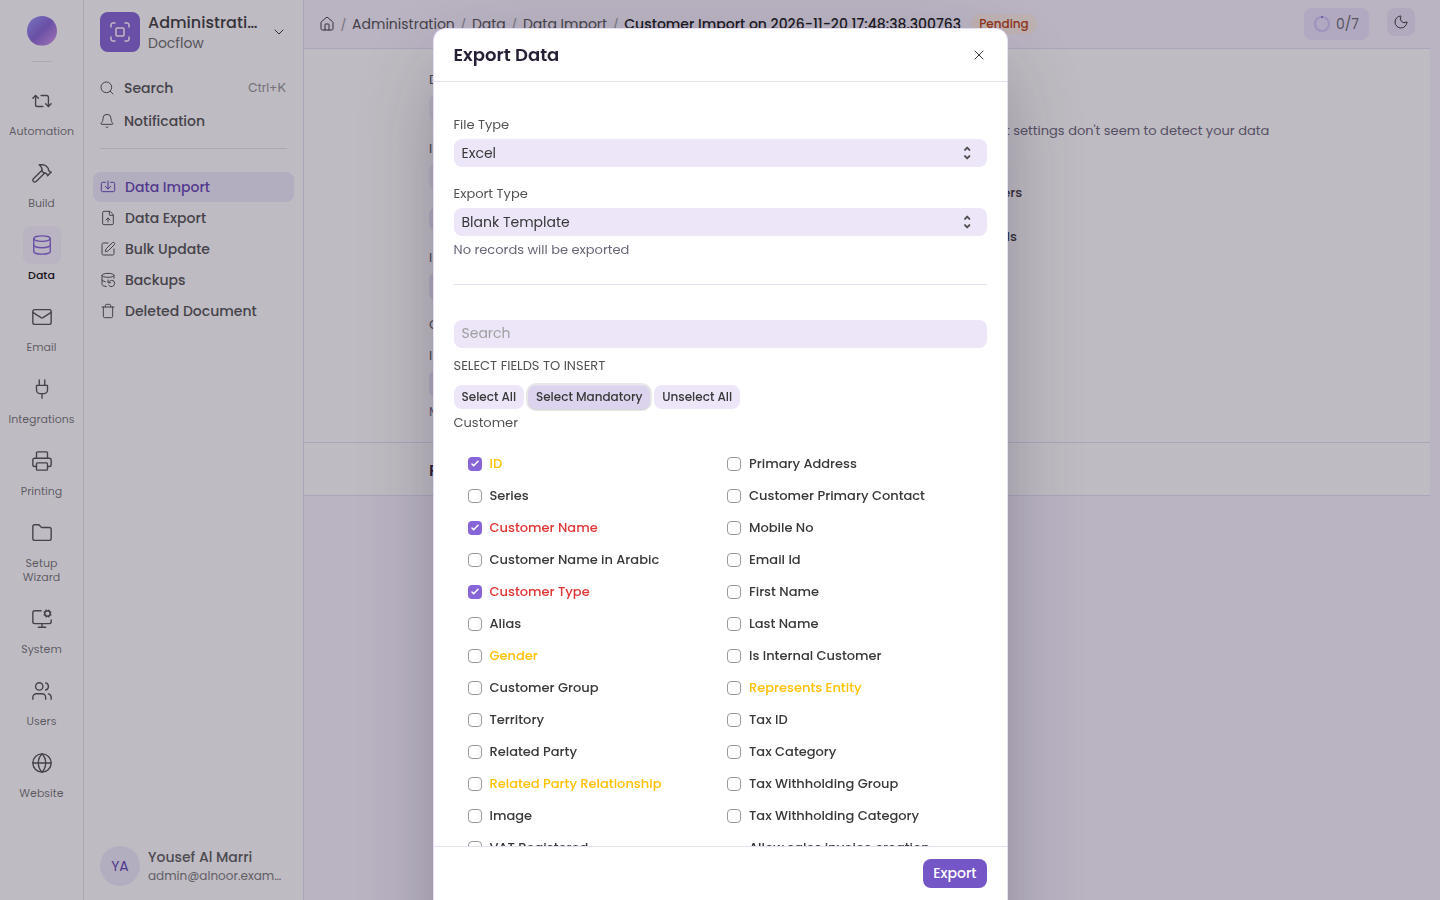 Automation
Build
Data
Email
Integrations
Printing
Setup
Wizard
System
Users
Website
Administrati...
Docflow
Search Ctrl+K
Notification
Data Import
Data Export
Bulk Update
Backups
Deleted Document
YA
Yousef Al Marri
admin@alnoor.exam...
/ Administration / Data / Data Import / Customer Import on 2026-11-20 17:48:38.300763 Pending
0/7
settings don't seem to detect your data
Export Data
File Type
Excel
Export Type
Blank Template
No records will be exported
Search
SELECT FIELDS TO INSERT
Select All Select Mandatory Unselect All
Customer
ID
Series
Customer Name
Customer Name in Arabic
Customer Type
Alias
Gender
Customer Group
Territory
Related Party
Related Party Relationship
Image
VAT Registered
Primary Address
Customer Primary Contact
Mobile No
Email Id
First Name
Last Name
Is Internal Customer
Represents Entity
Tax ID
Tax Category
Tax Withholding Group
Tax Withholding Category
Allow sales invoice creation
Export